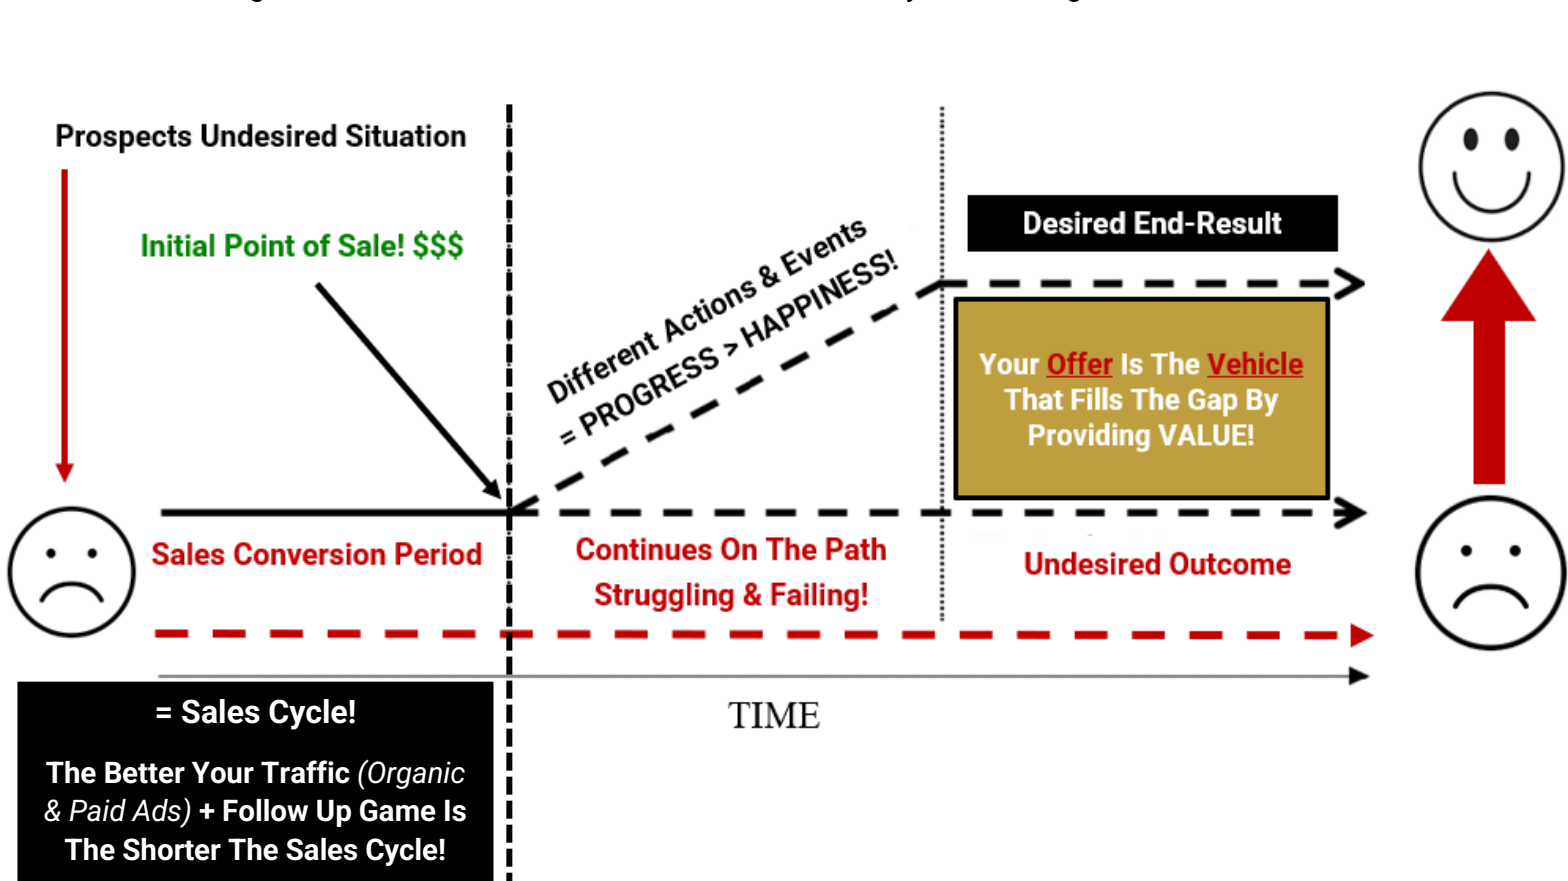 Prospects Undesired Situation
Initial Point of Sale! $$$
Different Actions & Events
= PROGRESS > HAPPINESS!
Desired End-Result
Your Offer Is The Vehicle
That Fills The Gap By
Providing VALUE!
Sales Conversion Period
Continues On The Path
Struggling & Failing!
Undesired Outcome
TIME
= Sales Cycle!
The Better Your Traffic (Organic
& Paid Ads) + Follow Up Game Is
The Shorter The Sales Cycle!